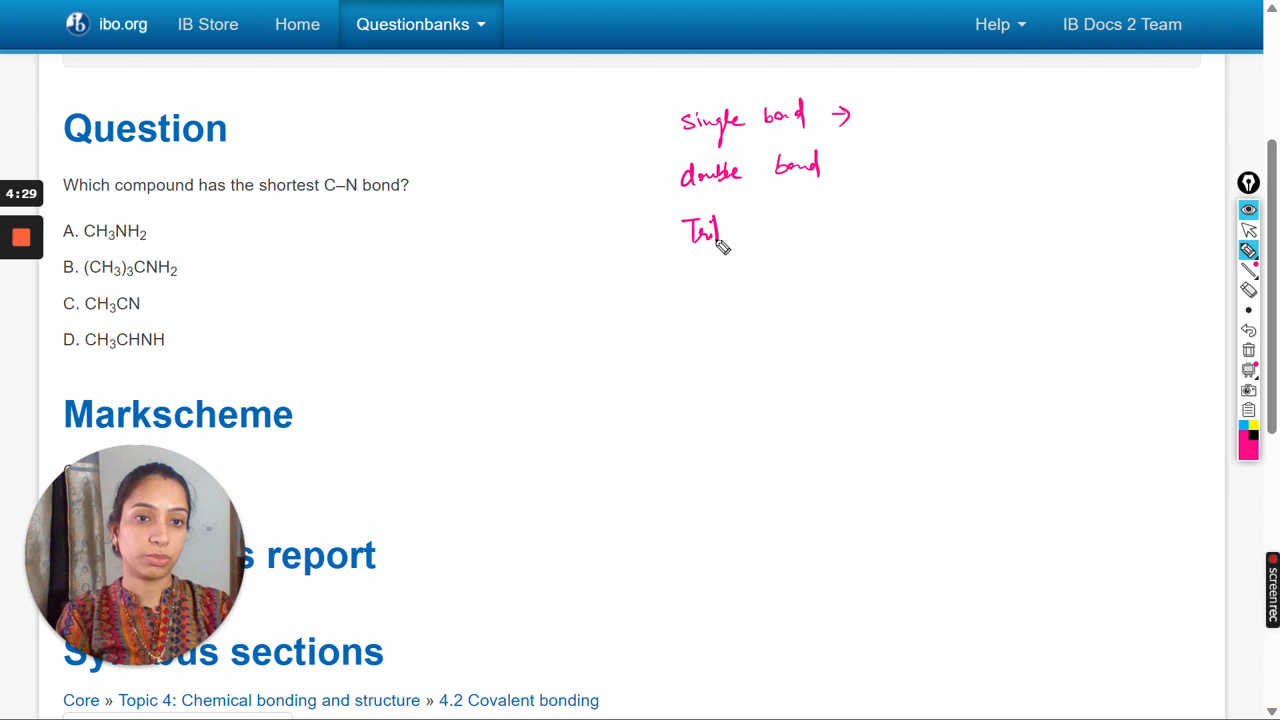 ibo.org IB Store Home Questionbanks Help IB Docs 2 Team
Question
single bond →
double bond
Which compound has the shortest C–N bond?
4:29
A. CH₃NH₂
Tri
B. (CH₃)₃CNH₂
C. CH₃CN
D. CH₃CHNH
Markscheme
report
sections
Core » Topic 4: Chemical bonding and structure » 4.2 Covalent bonding
screenrec